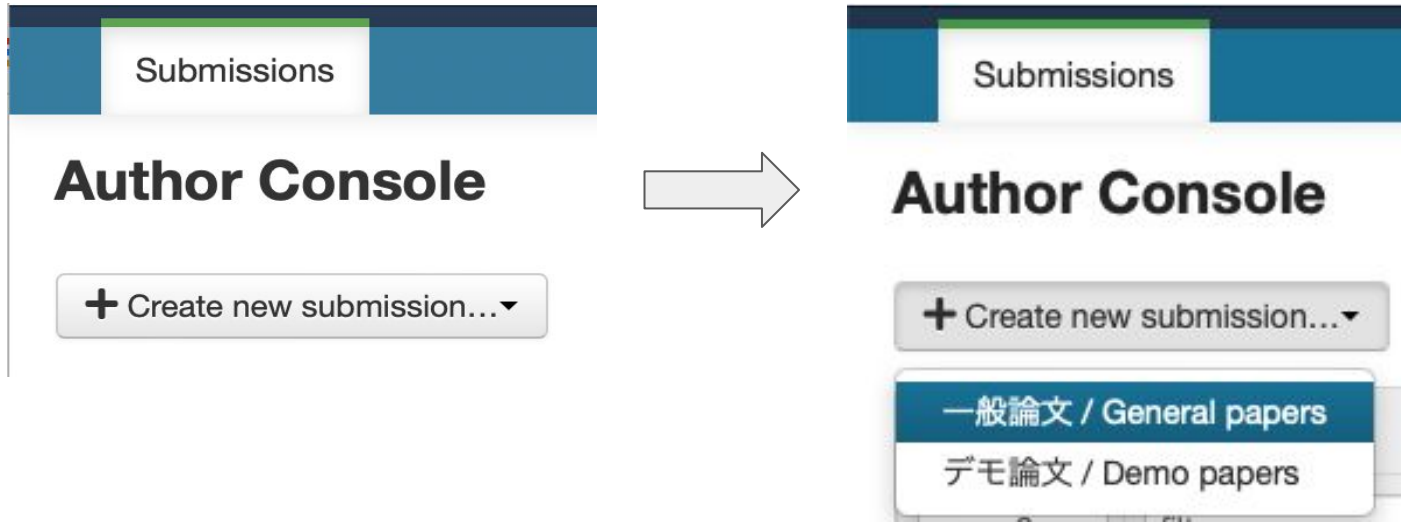 Submissions
Author Console
Create new submission...
Submissions
Author Console
Create new submission...
一般論文 / General papers
デモ論文 / Demo papers